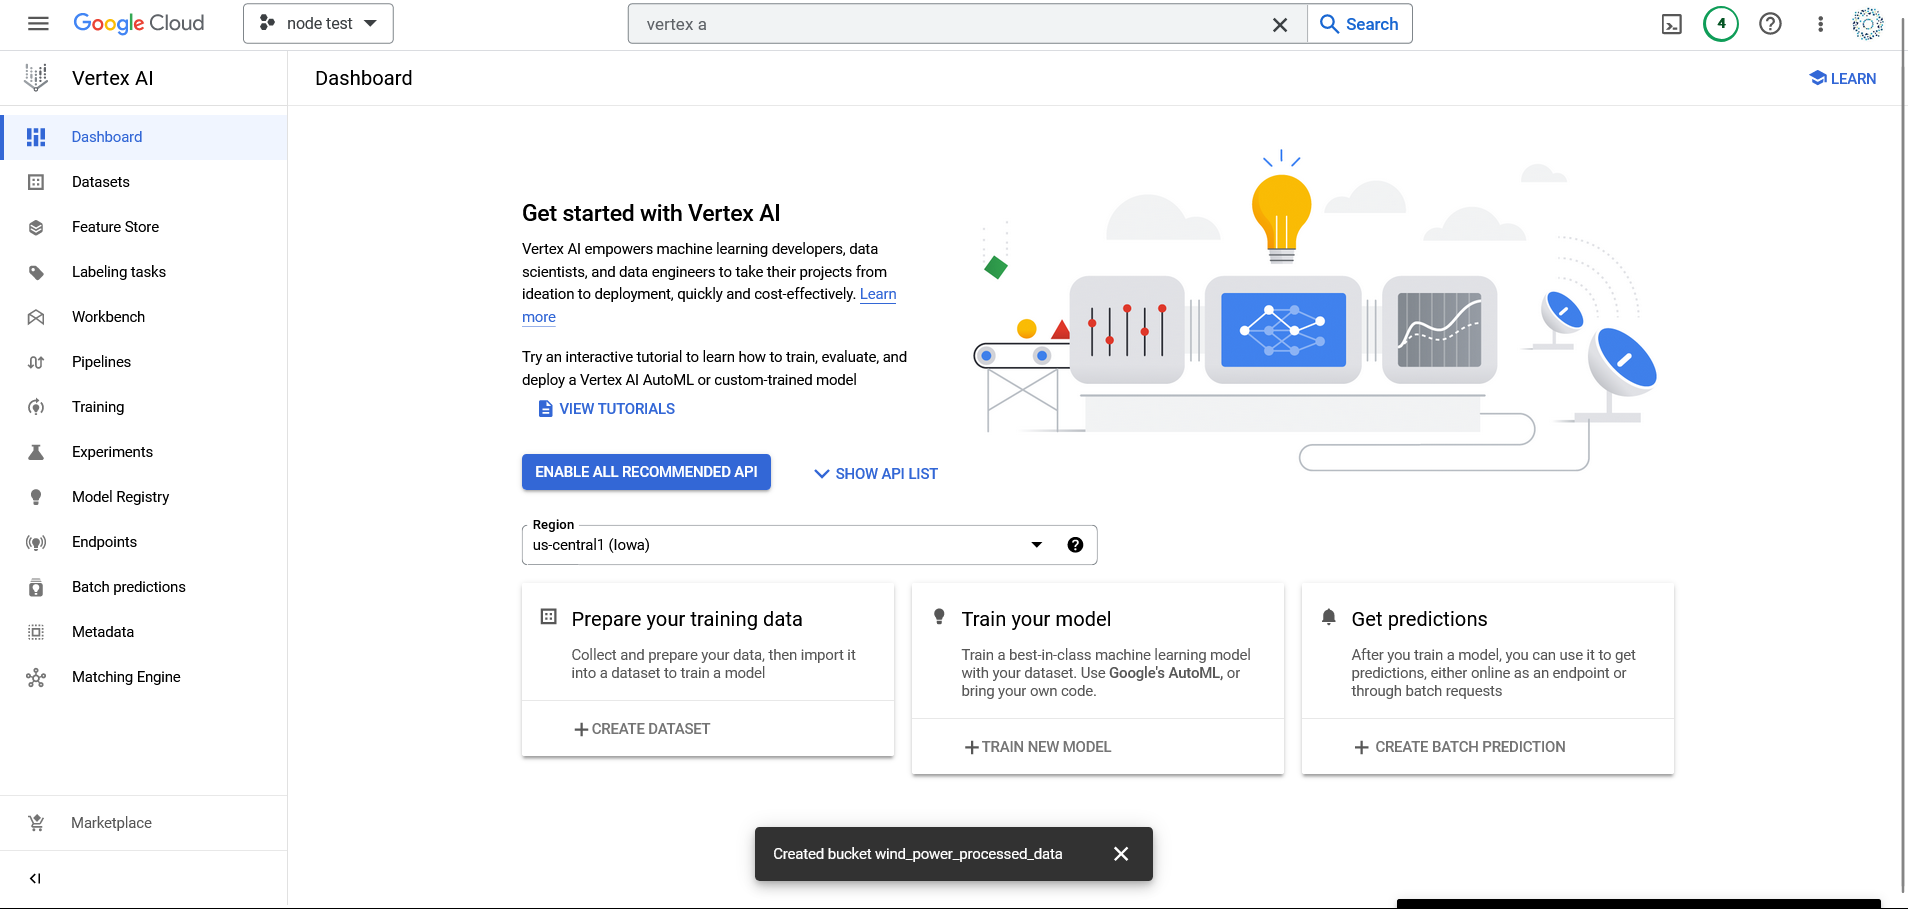 Google Cloud
node test
vertex a
Search
4
Vertex AI
Dashboard
LEARN
Dashboard
Datasets
Feature Store
Labeling tasks
Workbench
Pipelines
Training
Experiments
Model Registry
Endpoints
Batch predictions
Metadata
Matching Engine
Marketplace
Get started with Vertex AI
Vertex AI empowers machine learning developers, data
scientists, and data engineers to take their projects from
ideation to deployment, quickly and cost-effectively. Learn
more
Try an interactive tutorial to learn how to train, evaluate, and
deploy a Vertex AI AutoML or custom-trained model
VIEW TUTORIALS
ENABLE ALL RECOMMENDED API
SHOW API LIST
Region
us-central1 (Iowa)
Prepare your training data
Collect and prepare your data, then import it
into a dataset to train a model
CREATE DATASET
Train your model
Train a best-in-class machine learning model
with your dataset. Use Google's AutoML, or
bring your own code.
TRAIN NEW MODEL
Get predictions
After you train a model, you can use it to get
predictions, either online as an endpoint or
through batch requests
CREATE BATCH PREDICTION
Created bucket wind_power_processed_data